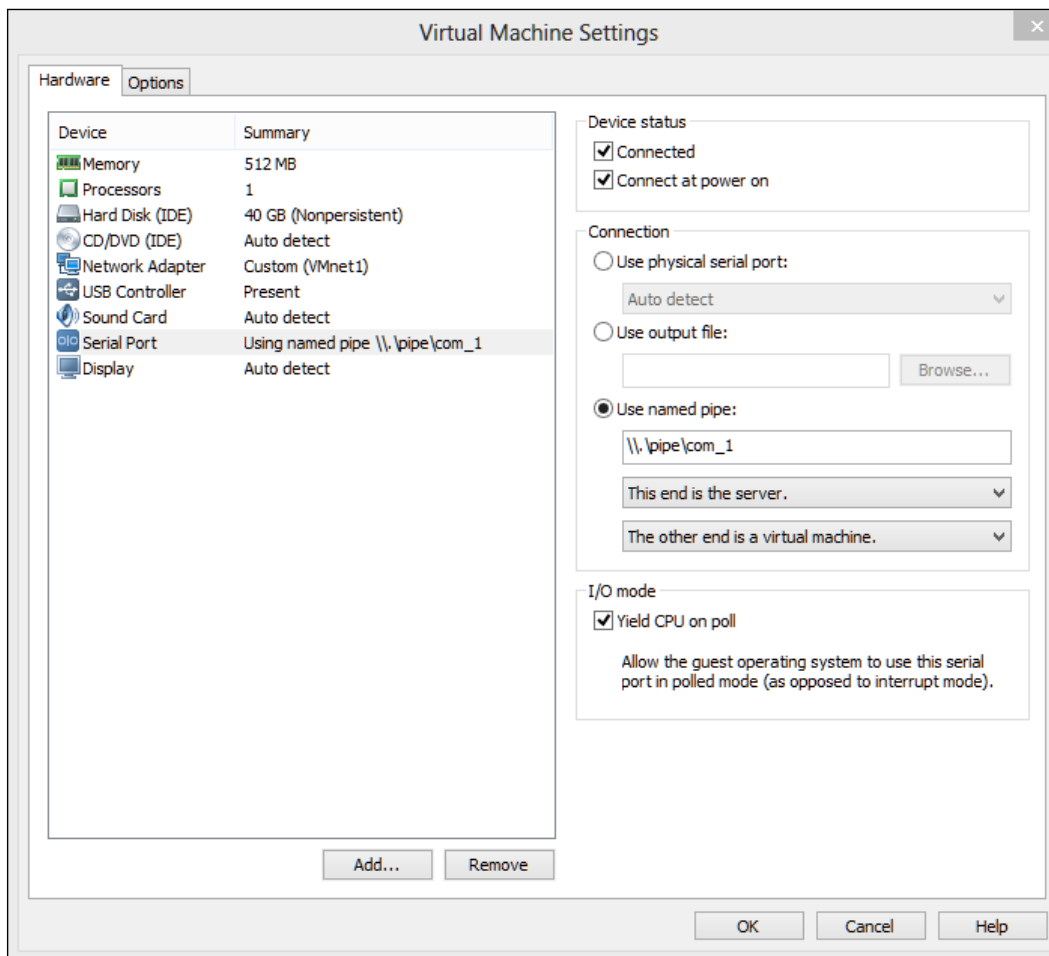 Virtual Machine Settings
Hardware
Options
Device Summary
Memory 512 MB
Processors 1
Hard Disk (IDE) 40 GB (Nonpersistent)
CD/DVD (IDE) Auto detect
Network Adapter Custom (VMnet1)
USB Controller Present
Sound Card Auto detect
Serial Port Using named pipe \\.\pipe\com_1
Display Auto detect
Add...
Remove
Device status
Connected
Connect at power on
Connection
Use physical serial port:
Auto detect
Use output file:
Browse...
Use named pipe:
\\.\pipe\com_1
This end is the server.
The other end is a virtual machine.
I/O mode
Yield CPU on poll
Allow the guest operating system to use this serial
port in polled mode (as opposed to interrupt mode).
OK
Cancel
Help